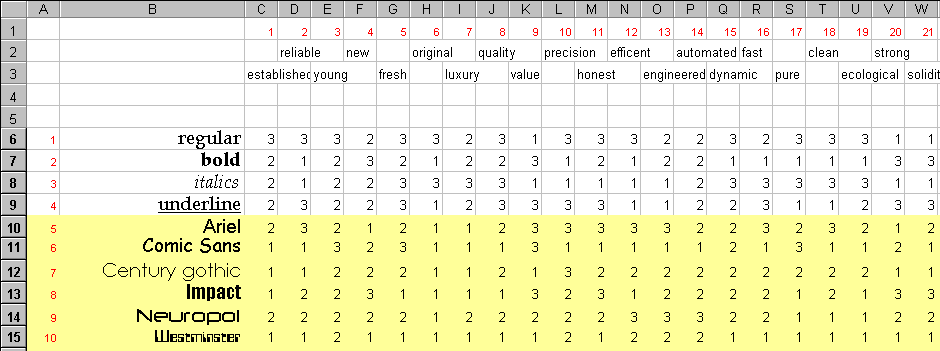 A B C D E F G H I J K L M N O P Q R S T U V W
1 1 2 3 4 5 6 7 8 9 10 11 12 13 14 15 16 17 18 19 20 21
2 reliable new original quality precision efficent automated fast clean strong
3 established young fresh luxury value honest engineered dynamic pure ecological solidit
4
5
6 1 regular 3 3 3 2 3 3 2 3 1 3 3 3 2 2 3 2 3 3 3 1 1
7 2 bold 2 1 2 3 2 1 2 2 3 1 2 1 2 2 1 1 1 1 1 3 3
8 3 italics 2 1 2 2 3 3 3 3 1 1 1 1 1 2 3 3 3 3 3 1 1
9 4 underline 2 3 2 2 3 1 2 2 3 3 3 1 1 2 2 3 1 1 2 3 3
10 5 Ariel 2 3 2 1 2 1 1 2 3 3 3 3 3 2 2 3 2 3 2 1 2
11 6 Comic Sans 1 1 3 2 3 1 1 1 3 1 1 1 1 1 2 1 3 1 1 2 1
12 7 Century gothic 1 1 2 2 2 1 1 2 1 3 2 2 2 2 2 2 2 2 2 1 1
13 8 Impact 1 2 2 3 1 1 1 1 3 2 3 1 2 2 2 2 1 2 1 3 3
14 9 Neuropol 2 2 2 2 2 2 2 2 2 2 2 3 3 3 2 2 1 1 1 2 2
15 10 Westminster 1 1 2 1 1 1 1 1 1 2 1 2 2 2 1 1 1 1 1 1 1